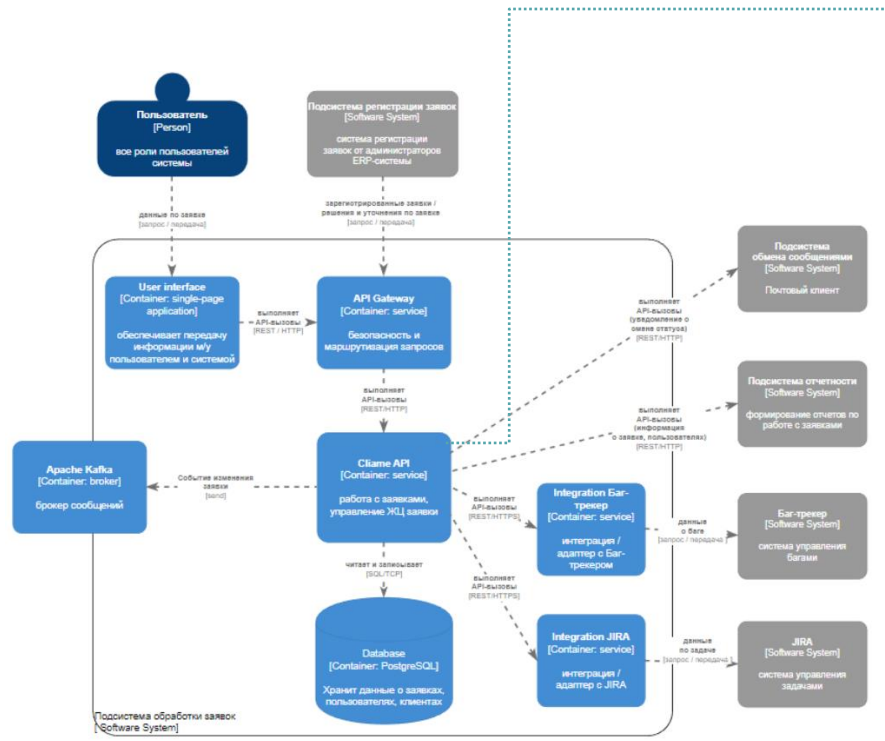 Пользователь
[Person]
вое роли пользователей
системы
Подсистема регистрации заявок
[Software System]
система регистрации
заявок от администраторов
ERP-системы
данные по заявке
[запрос / передача]
зарегистрированные заявки /
решения и уточнения по заявке
[запрос / передача]
User interface
[Container: single-page
application]
обеспечивает передачу
информации м/у
пользователем и системой
выполняет
API-вызовы
[REST / HTTP]
API Gateway
[Container: service]
безопасность и
маршрутизация вапросов
выполняет
API-вызовы
(уведомление о
омене статуса)
[REST/HTTP]
Подсистема
обмена сообщениями
[Software System]
Почтовый клиент
выполняет
API-вызовы
[REST/HTTP]
выполняет
API-вызовы
(информация
о заявке, пользователях)
[REST/HTTP]
Подсистема отчетности
[Software System]
формирование отчетов по
работе с заявками
Apache Kafka
[Container: broker]
брокер сообщений
Событие изменения
заявки
[send]
Cliame API
[Container: service]
работа с заявками,
управление ЖЦ заявки
выполняет
API-вызовы
[REST/HTTPS]
Integration Баг-
трекер
[Container: service]
интеграция /
адаптер с Баг-
трекером
данные
о баге
[запрос / передача ]
Баг-трекер
[Software System]
система управления
багами
читает и записывает
[SQL/TCP]
выполняет
API-вызовы
[REST/HTTPS]
Database
[Container: PostgreSQL]
Хранит данные о заявках,
пользователях, клиентах
Integration JIRA
[Container: service]
интеграция /
адаптер с JIRA
данные
по задаче
[запрос / передача ]
JIRA
[Software System]
система управления
задачами
Подсистема обработки заявок
[ Software System]